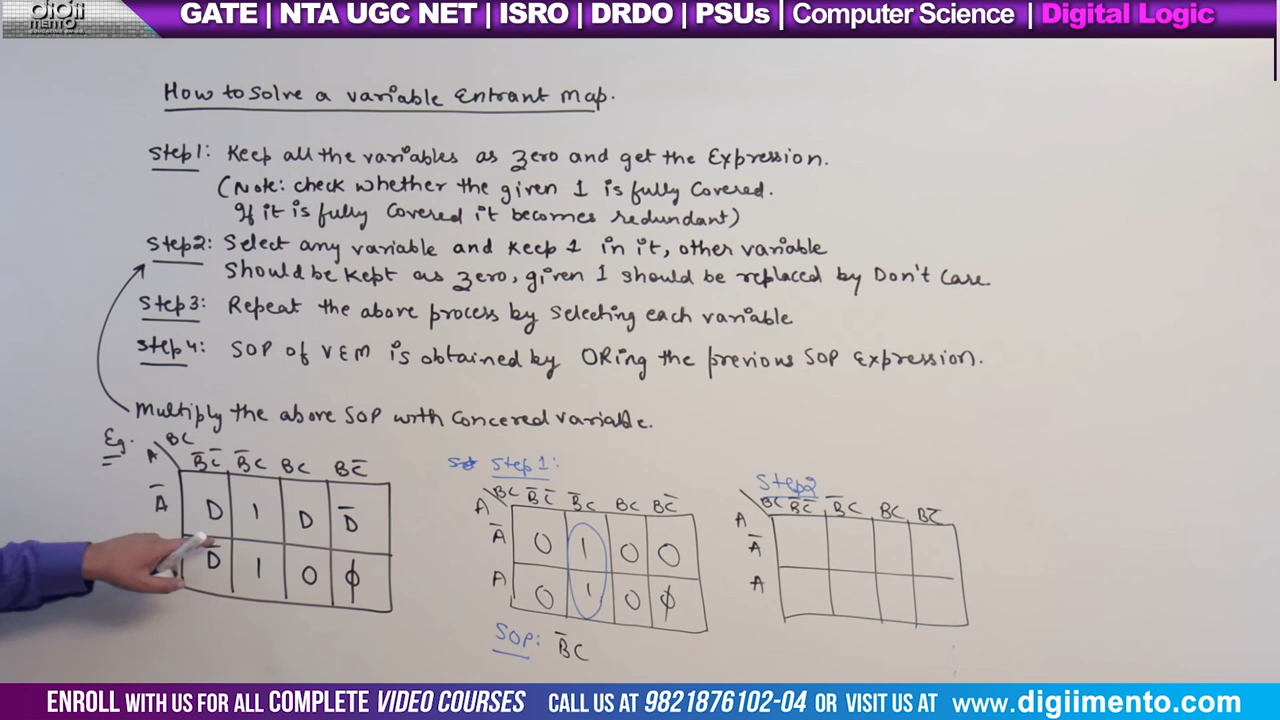 DIGII
MENTO
GATE | NTA UGC NET | ISRO | DRDO | PSUs | Computer Science | Digital Logic
How to solve a variable Entrant Map.
Step1: Keep all the variables as zero and get the Expression.
(Note: check whether the given 1 is fully Covered.
If it is fully Covered it becomes redundant)
Step2: Select any variable and Keep 1 in it, other variable
Should be Kept as zero, given 1 should be replaced by Don't Care
Step3: Repeat the above process by selecting each variable
Step4: SOP of VEM is obtained by ORing the previous SOP Expression.
Multiply the above SOP with Concered variable.
Eg.
A BC B̅C̅ B̅C BC BC̅
A̅ D 1 D D̅
D̅ 1 0 ϕ
Step1:
A BC B̅C̅ B̅C BC BC̅
A̅ 0 1 0 0
A 0 1 0 ϕ
SOP: B̅C
Step2
A BC B̅C̅ B̅C BC BC̅
A̅
A
ENROLL WITH US FOR ALL COMPLETE VIDEO COURSES CALL US AT 9821876102-04 OR VISIT US AT www.digiimento.com